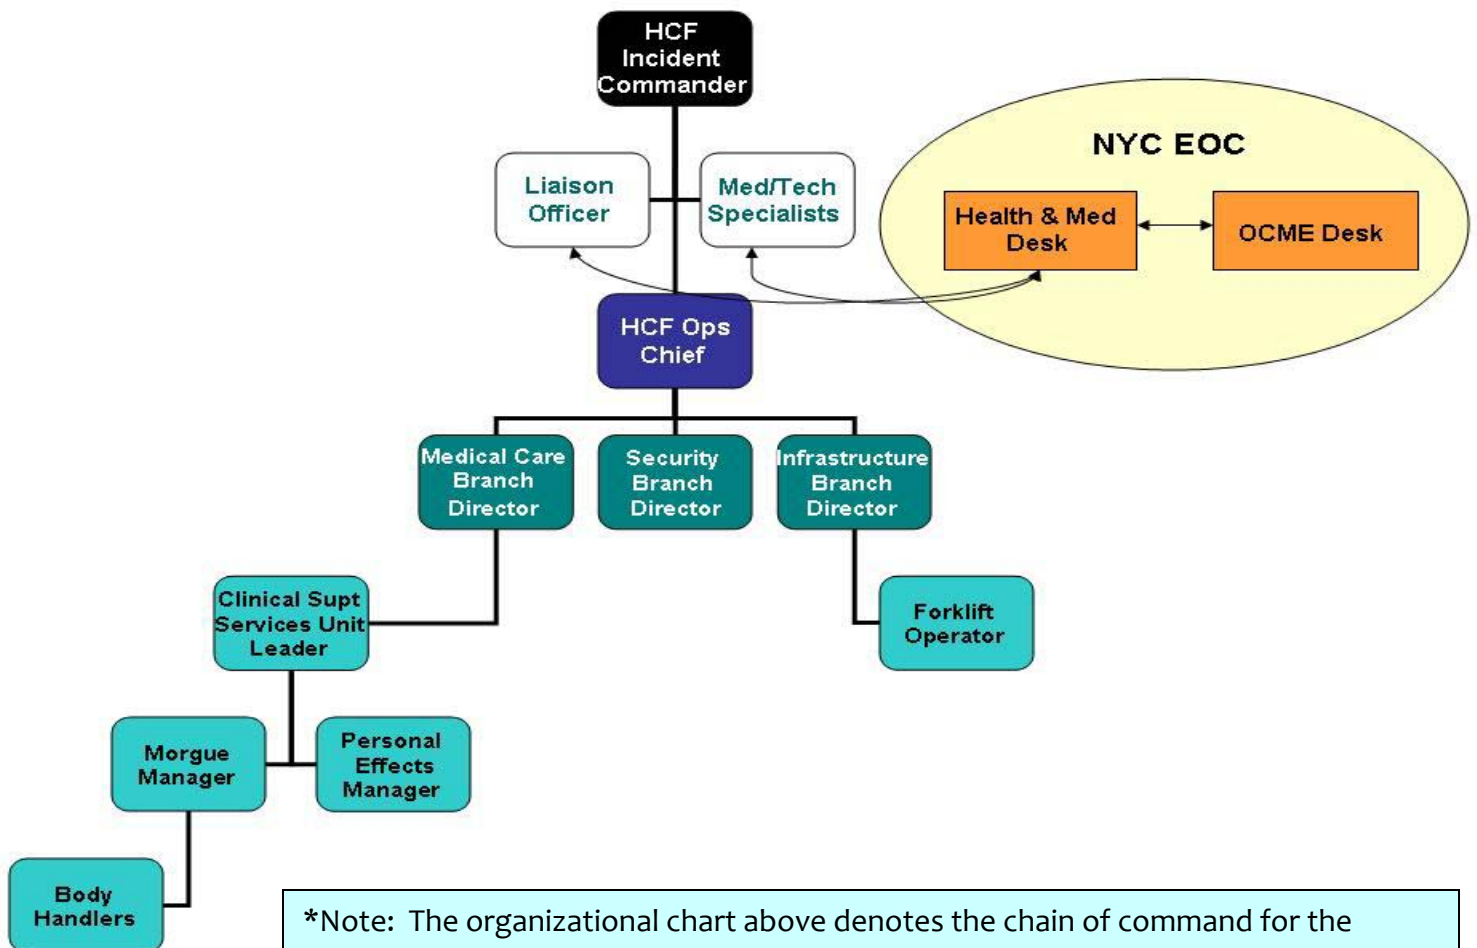 HCF
Incident
Commander
Liaison
Officer
Med/Tech
Specialists
NYC EOC
Health & Med
Desk
OCME Desk
HCF Ops
Chief
Medical Care
Branch
Director
Security
Branch
Director
Infrastructure
Branch
Director
Clinical Supt
Services Unit
Leader
Forklift
Operator
Morgue
Manager
Personal
Effects
Manager
Body
Handlers
*Note: The organizational chart above denotes the chain of command for the